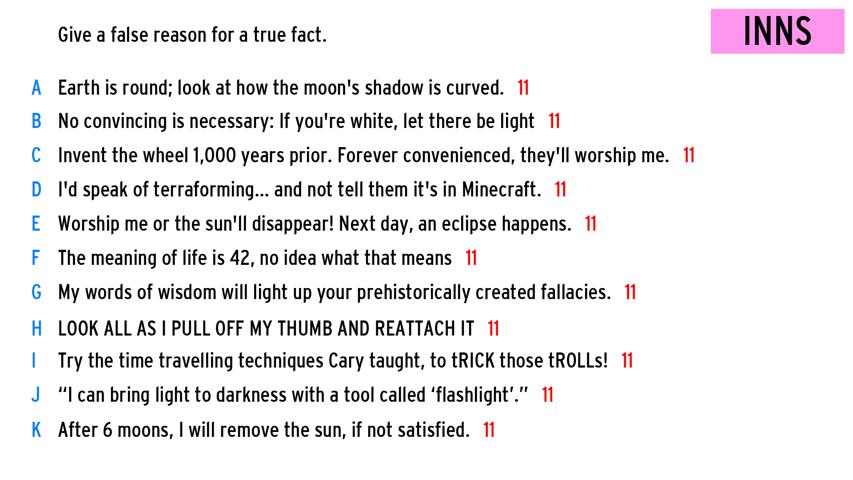 Give a false reason for a true fact.
INNS
A Earth is round; look at how the moon's shadow is curved. 11
B No convincing is necessary: If you're white, let there be light 11
C Invent the wheel 1,000 years prior. Forever convenienced, they'll worship me. 11
D I'd speak of terraforming... and not tell them it's in Minecraft. 11
E Worship me or the sun'll disappear! Next day, an eclipse happens. 11
F The meaning of life is 42, no idea what that means 11
G My words of wisdom will light up your prehistorically created fallacies. 11
H LOOK ALL AS I PULL OFF MY THUMB AND REATTACH IT 11
I Try the time travelling techniques Cary taught, to tRICK those tROLLs! 11
J “I can bring light to darkness with a tool called ‘flashlight’.” 11
K After 6 moons, I will remove the sun, if not satisfied. 11